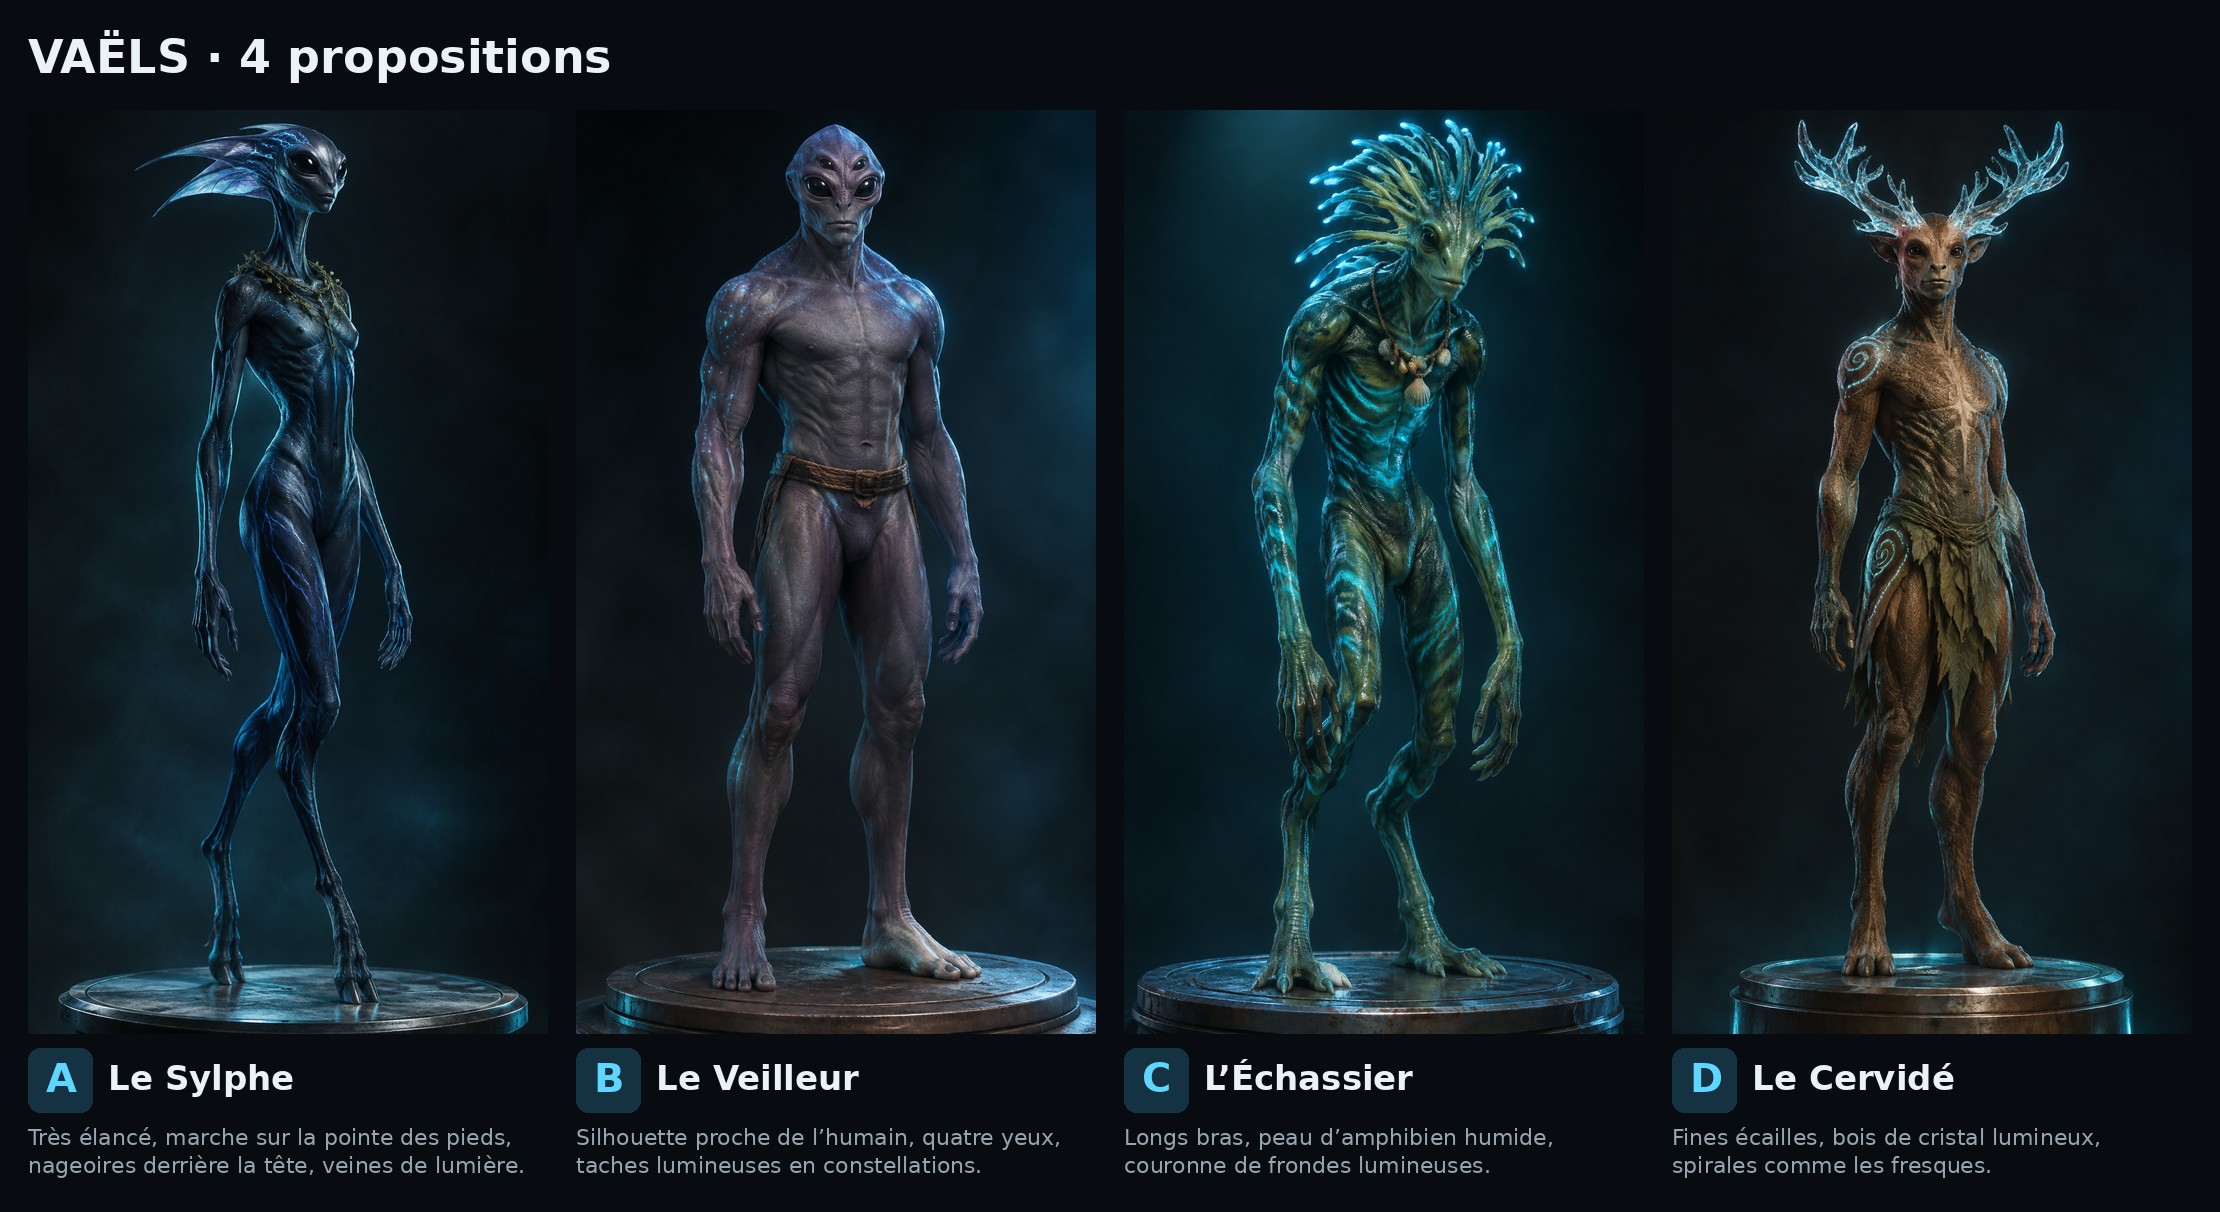 VAËLS · 4 propositions
A Le Sylphe
Très élancé, marche sur la pointe des pieds,
nageoires derrière la tête, veines de lumière.
B Le Veilleur
Silhouette proche de l’humain, quatre yeux,
taches lumineuses en constellations.
C L’Échassier
Longs bras, peau d’amphibien humide,
couronne de frondes lumineuses.
D Le Cervidé
Fines écailles, bois de cristal lumineux,
spirales comme les fresques.